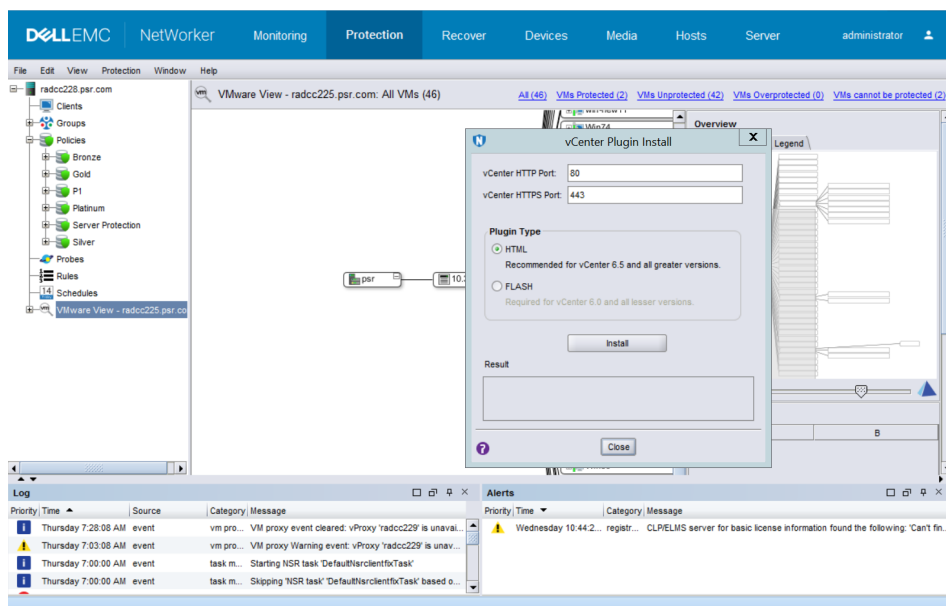 DELLEMC NetWorker Monitoring Protection Recover Devices Media Hosts Server administrator
File Edit View Protection Window Help
radcc228.psr.com
Clients
Groups
Policies
Bronze
Gold
P1
Platinum
Server Protection
Silver
Probes
Rules
14 Schedules
VMware View - radcc225.psr.co
vm VMware View - radcc225.psr.com: All VMs (46) All (46) VMs Protected (2) VMs Unprotected (42) VMs Overprotected (0) VMs cannot be protected (2)
Win74
psr
10.
Overview
Legend
B
N vCenter Plugin Install X
vCenter HTTP Port: 80
vCenter HTTPS Port: 443
Plugin Type
HTML
Recommended for vCenter 6.5 and all greater versions.
FLASH
Required for vCenter 6.0 and all lesser versions.
Install
Result
? Close
Log
Priority Time Source Category Message
i Thursday 7:28:08 AM event vm pro... VM proxy event cleared: vProxy 'radcc229' is unavai...
! Thursday 7:03:08 AM event vm pro... VM proxy Warning event: vProxy 'radcc229' is unav...
i Thursday 7:00:00 AM event task m... Starting NSR task 'DefaultNsrclientfixTask'
i Thursday 7:00:00 AM event task m... Skipping 'NSR task' 'DefaultNsrclientfixTask' based o...
Alerts
Priority Time Category Message
! Wednesday 10:44:2... registr... CLP/ELMS server for basic license information found the following: 'Can't fin...